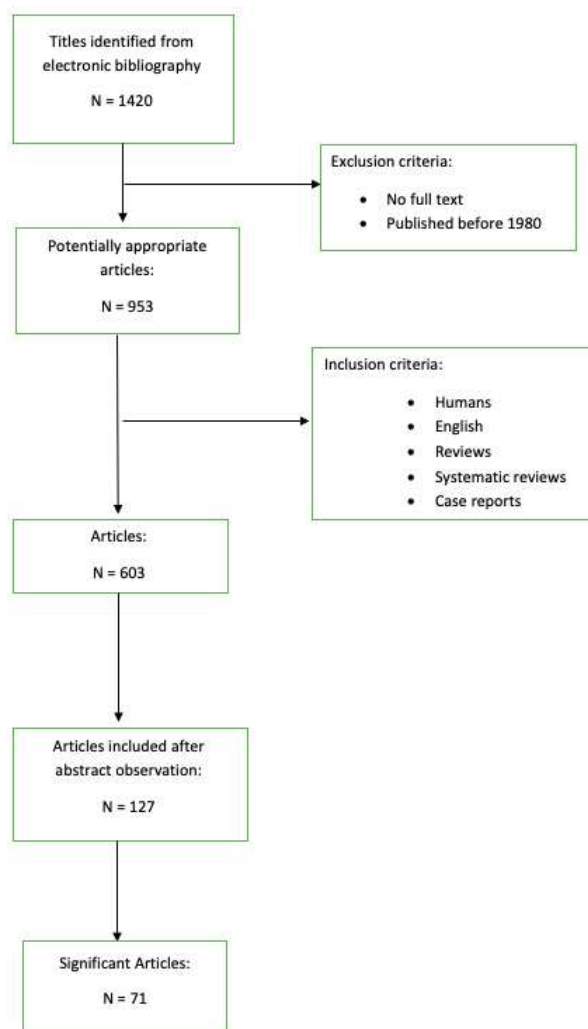 Titles identified from
electronic bibliography
N = 1420
Exclusion criteria:
• No full text
• Published before 1980
Potentially appropriate
articles:
N = 953
Inclusion criteria:
• Humans
• English
• Reviews
• Systematic reviews
• Case reports
Articles:
N = 603
Articles included after
abstract observation:
N = 127
Significant Articles:
N = 71